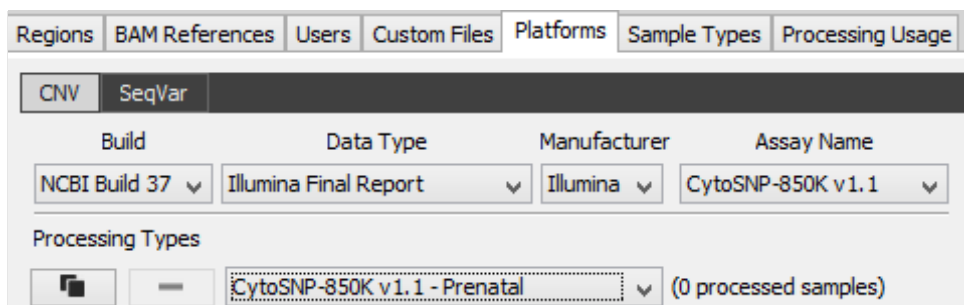 Regions BAM References Users Custom Files Platforms Sample Types Processing Usage
CNV SeqVar
Build Data Type Manufacturer Assay Name
NCBI Build 37 Illumina Final Report Illumina CytoSNP-850K v1.1
Processing Types
CytoSNP-850K v1.1 - Prenatal (0 processed samples)